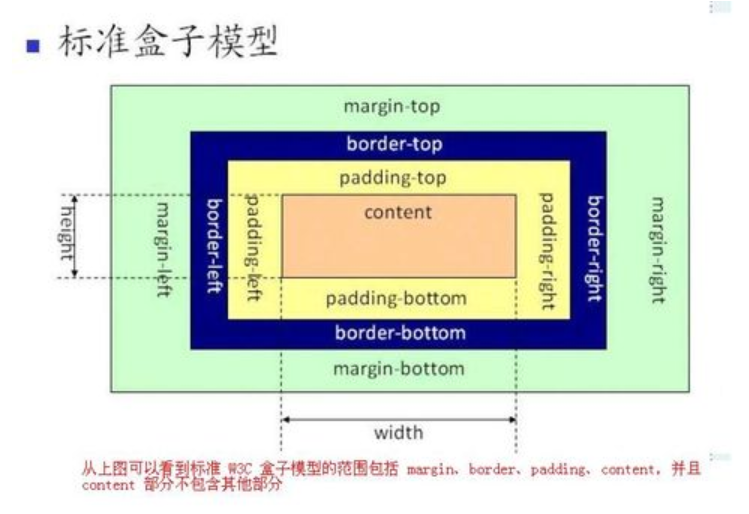 标准盒子模型
margin-top
border-top
padding-top
content
height
margin-left
border-left
padding-left
padding-right
border-right
margin-right
padding-bottom
border-bottom
margin-bottom
width
从上图可以看到标准 W3C 盒子模型的范围包括 margin、border、padding、content，并且
content 部分不包含其他部分